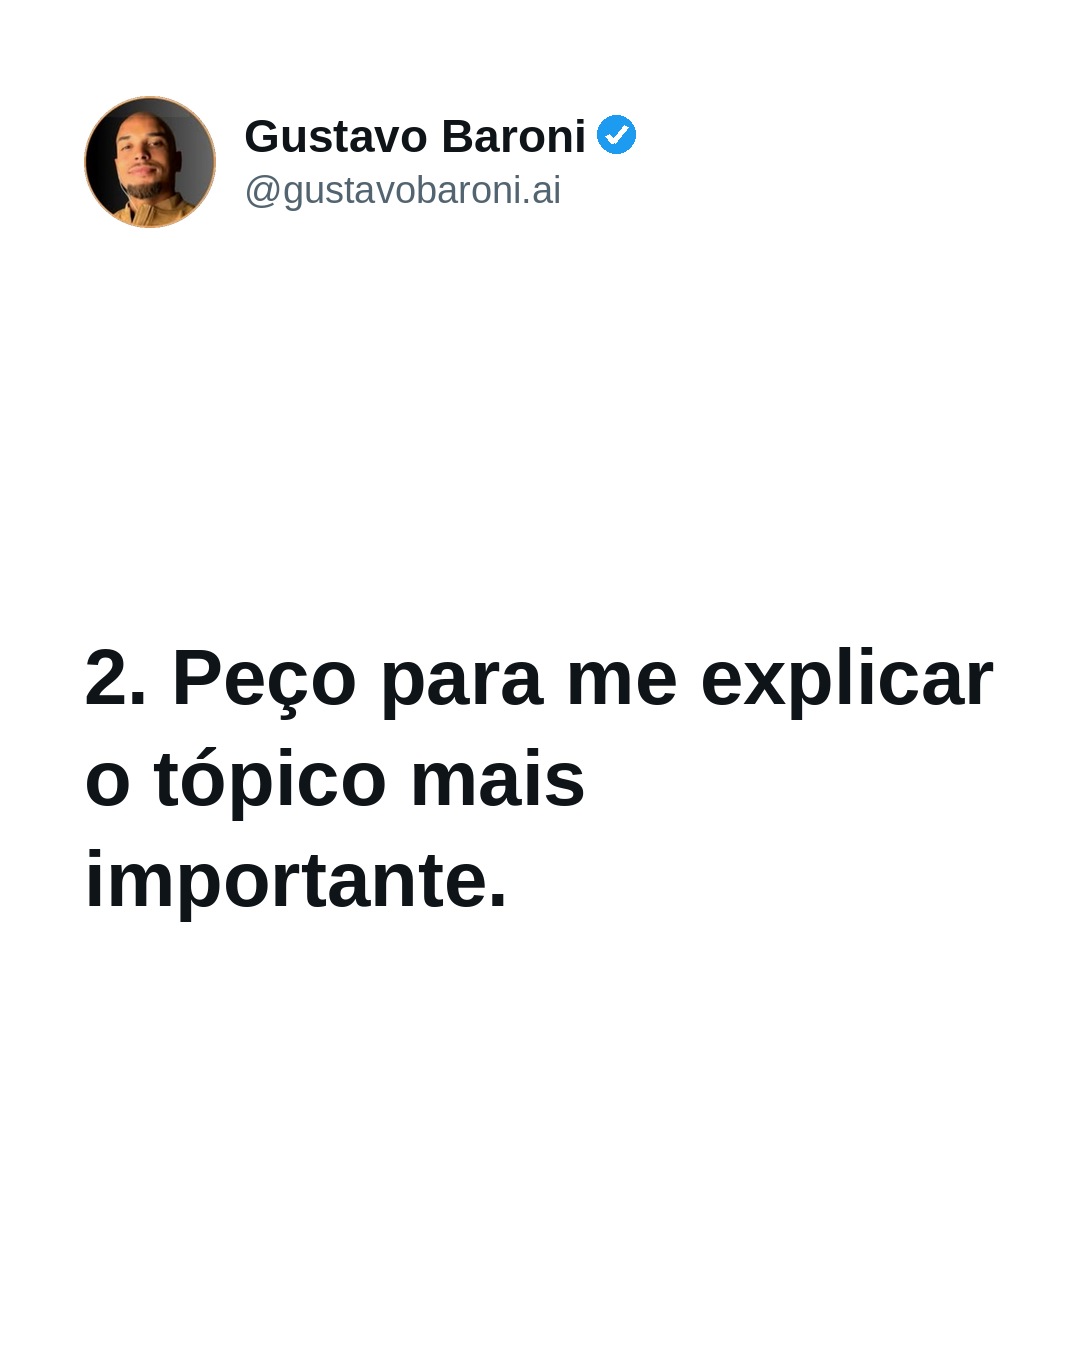 Gustavo Baroni
@gustavobaroni.ai
2. Peço para me explicar
o tópico mais
importante.